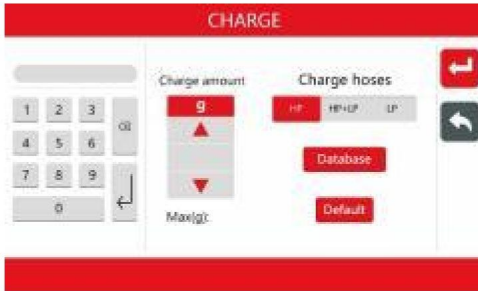 CHARGE
Charge amount
Charge hoses
g
HP HP+LP LP
1 2 3
4 5 6
7 8 9
0
Database
Default
Max(g):